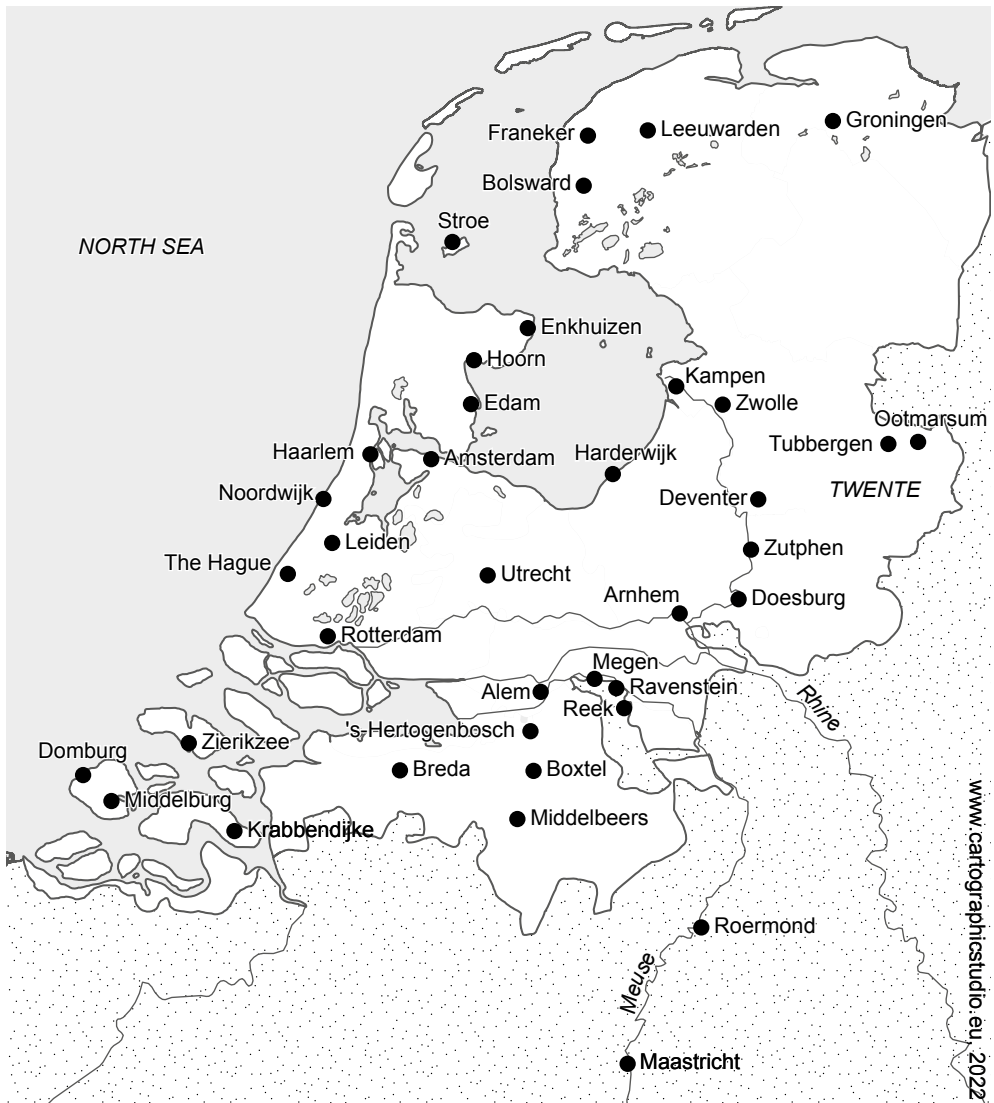 Groningen
Leeuwarden
Franeker
Bolsward
Stroe
NORTH SEA
Enkhuizen
Hoorn
Kampen
Edam
Zwolle
Ootmarsum
Tubbergen
Haarlem
Amsterdam
Harderwijk
Noordwijk
Deventer
TWENTE
Leiden
Zutphen
The Hague
Utrecht
Arnhem
Doesburg
Rotterdam
Megen
Ravenstein
Alem
Reek
Rhine
's-Hertogenbosch
Zierikzee
Domburg
Breda
Boxtel
Middelburg
Middelbeers
Krabbendijke
Roermond
Meuse
Maastricht
www.cartographicstudio.eu, 2022